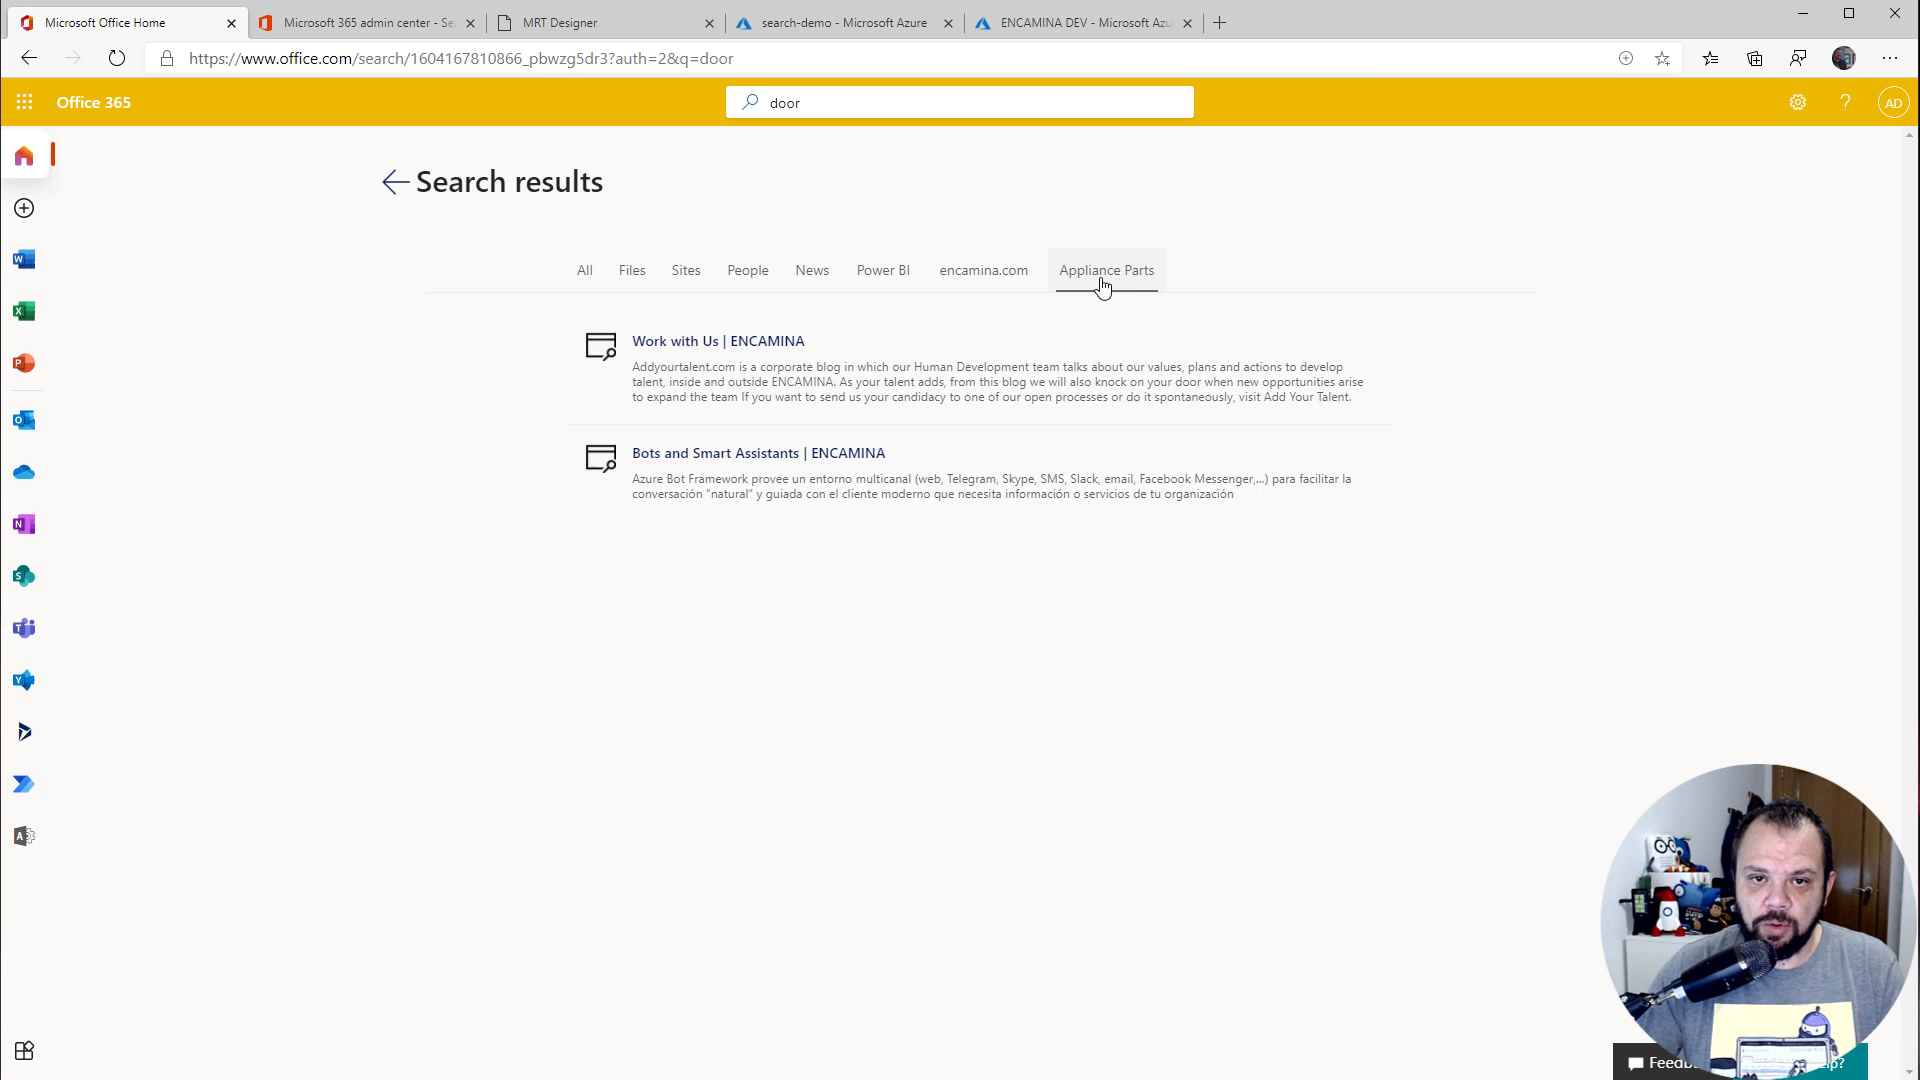 Microsoft Office Home
Microsoft 365 admin center - Sea
MRT Designer
search-demo - Microsoft Azure
ENCAMINA DEV - Microsoft Azu
https://www.office.com/search/1604167810866_pbwzg5dr3?auth=2&q=door
Office 365
door
AD
Search results
All Files Sites People News Power BI encamina.com Appliance Parts
Work with Us | ENCAMINA
Addyourtalent.com is a corporate blog in which our Human Development team talks about our values, plans and actions to develop
talent, inside and outside ENCAMINA. As your talent adds, from this blog we will also knock on your door when new opportunities arise
to expand the team If you want to send us your candidacy to one of our open processes or do it spontaneously, visit Add Your Talent.
Bots and Smart Assistants | ENCAMINA
Azure Bot Framework provee un entorno multicanal (web, Telegram, Skype, SMS, Slack, email, Facebook Messenger,...) para facilitar la
conversación “natural” y guiada con el cliente moderno que necesita información o servicios de tu organización